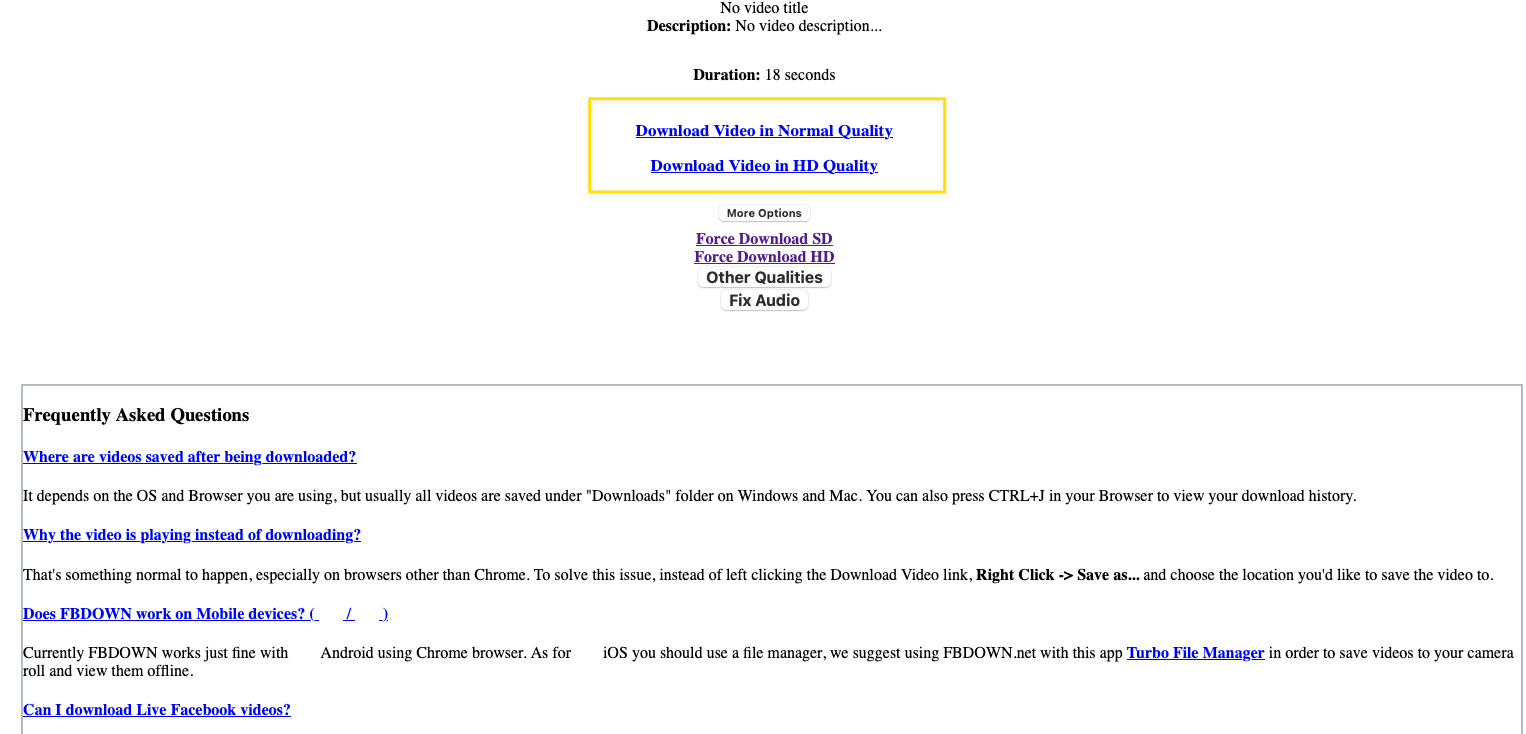 No video title
Description: No video description...
Duration: 18 seconds
Download Video in Normal Quality
Download Video in HD Quality
More Options
Force Download SD
Force Download HD
Other Qualities
Fix Audio
Frequently Asked Questions
Where are videos saved after being downloaded?
It depends on the OS and Browser you are using, but usually all videos are saved under "Downloads" folder on Windows and Mac. You can also press CTRL+J in your Browser to view your download history.
Why the video is playing instead of downloading?
That's something normal to happen, especially on browsers other than Chrome. To solve this issue, instead of left clicking the Download Video link, Right Click -> Save as... and choose the location you'd like to save the video to.
Does FBDOWN work on Mobile devices? ( / )
Currently FBDOWN works just fine with Android using Chrome browser. As for iOS you should use a file manager, we suggest using FBDOWN.net with this app Turbo File Manager in order to save videos to your camera
roll and view them offline.
Can I download Live Facebook videos?